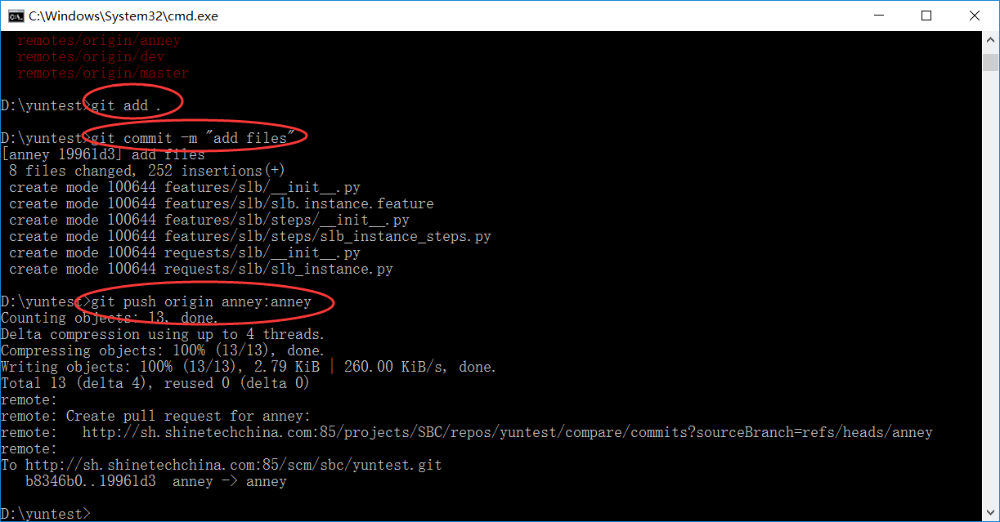 C:\Windows\System32\cmd.exe
remotes/origin/anney
remotes/origin/dev
remotes/origin/master
D:\yuntest>git add .
D:\yuntest>git commit -m "add files"
[anney 19961d3] add files
8 files changed, 252 insertions(+)
create mode 100644 features/slb/__init__.py
create mode 100644 features/slb/slb.instance.feature
create mode 100644 features/slb/steps/__init__.py
create mode 100644 features/slb/steps/slb_instance_steps.py
create mode 100644 requests/slb/__init__.py
create mode 100644 requests/slb/slb_instance.py
D:\yuntest>git push origin anney:anney
Counting objects: 13, done.
Delta compression using up to 4 threads.
Compressing objects: 100% (13/13), done.
Writing objects: 100% (13/13), 2.79 KiB | 260.00 KiB/s, done.
Total 13 (delta 4), reused 0 (delta 0)
remote:
remote: Create pull request for anney:
remote:   http://sh.shinetechchina.com:85/projects/SBC/repos/yuntest/compare/commits?sourceBranch=refs/heads/anney
remote:
To http://sh.shinetechchina.com:85/scm/sbc/yuntest.git
b8346b0..19961d3  anney -> anney
D:\yuntest>